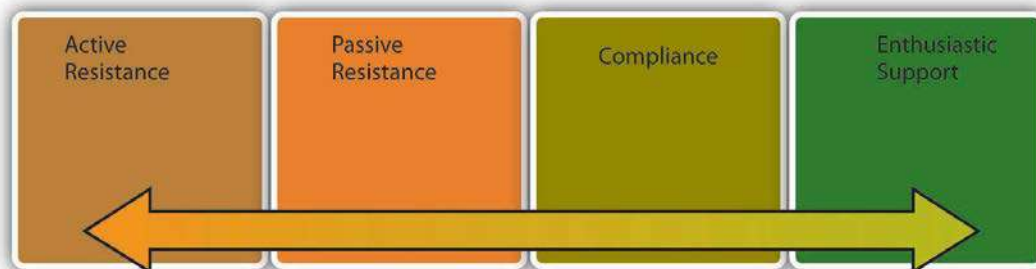 Active
Resistance
Passive
Resistance
Compliance
Enthusiastic
Support